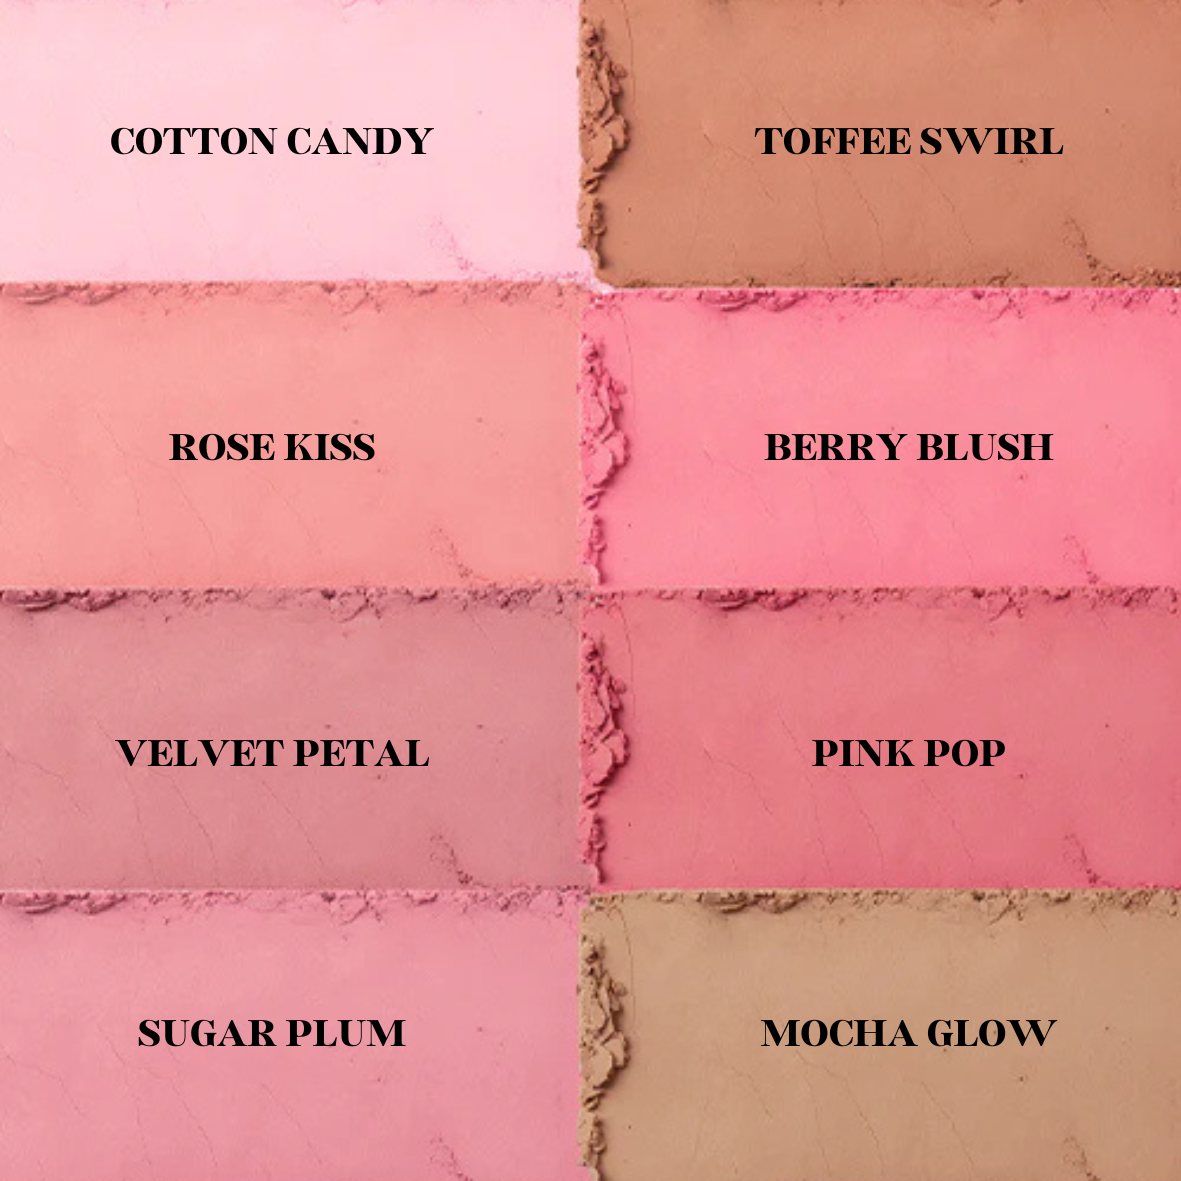 COTTON CANDY
TOFFEE SWIRL
ROSE KISS
BERRY BLUSH
VELVET PETAL
PINK POP
SUGAR PLUM
MOCHA GLOW